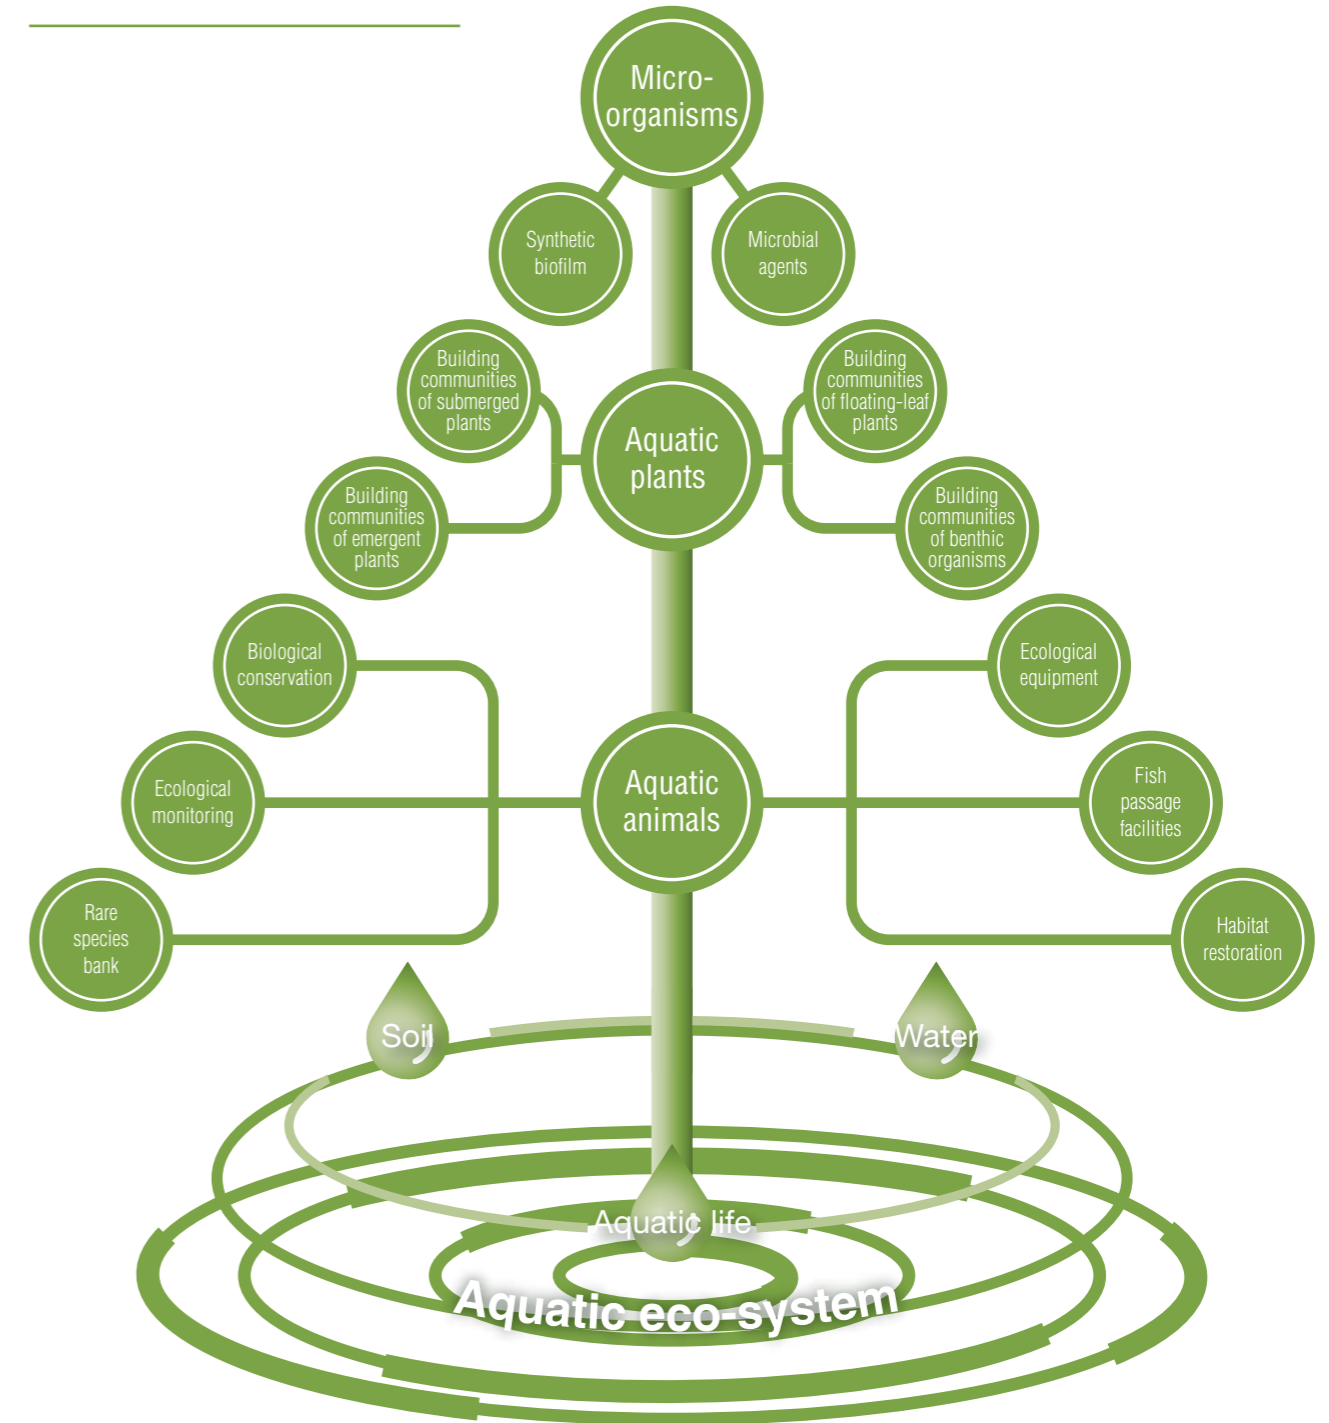 Micro-
organisms
Synthetic
biofilm
Microbial
agents
Building
communities
of submerged
plants
Building
communities
of floating-leaf
plants
Aquatic
plants
Building
communities
of emergent
plants
Building
communities
of benthic
organisms
Biological
conservation
Ecological
equipment
Ecological
monitoring
Aquatic
animals
Fish
passage
facilities
Rare
species
bank
Habitat
restoration
Soil
Water
Aquatic life
Aquatic eco-system